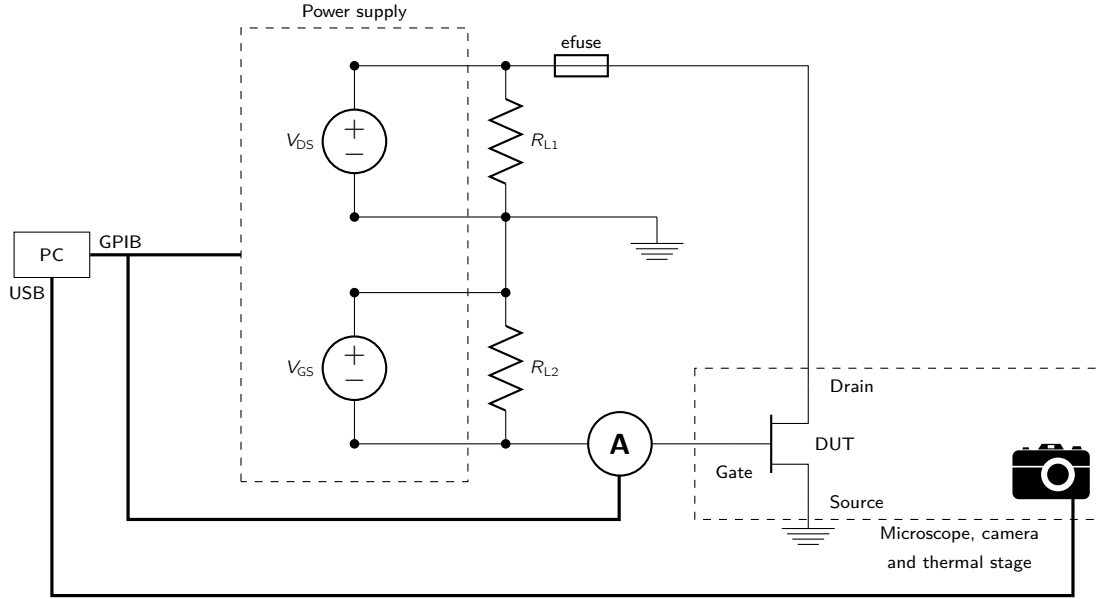 Power supply
efuse
+
−
V_DS
R_L1
PC
GPIB
USB
+
−
V_GS
R_L2
A
Drain
DUT
Gate
Source
Microscope, camera
and thermal stage